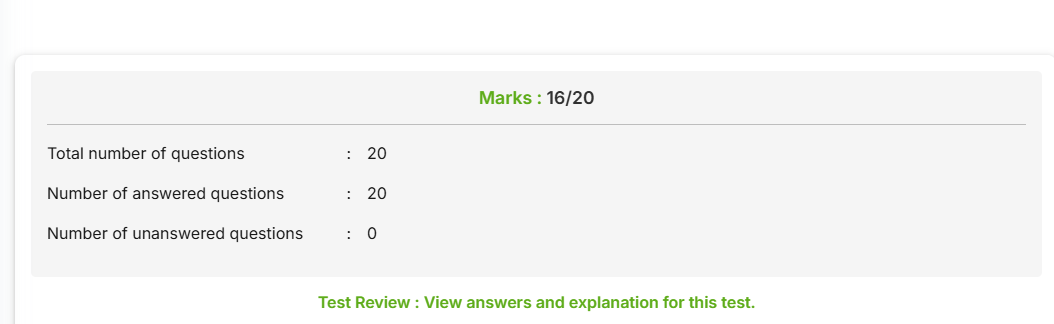 Marks : 16/20
Total number of questions : 20
Number of answered questions : 20
Number of unanswered questions : 0
Test Review : View answers and explanation for this test.